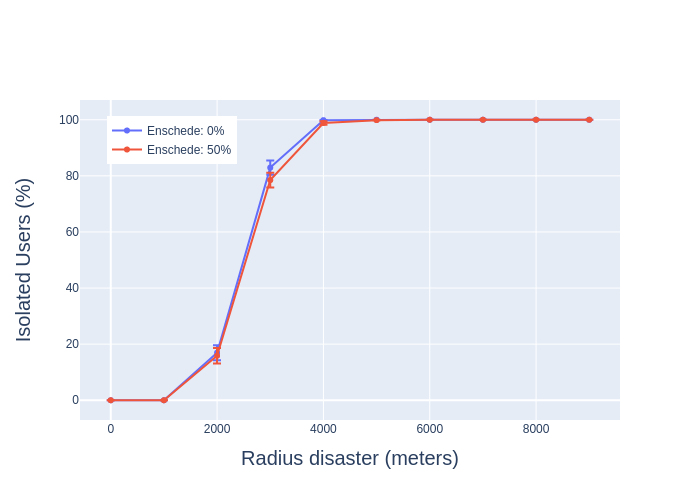 100
80
60
40
20
0
Isolated Users (%)
Enschede: 0%
Enschede: 50%
0 2000 4000 6000 8000
Radius disaster (meters)